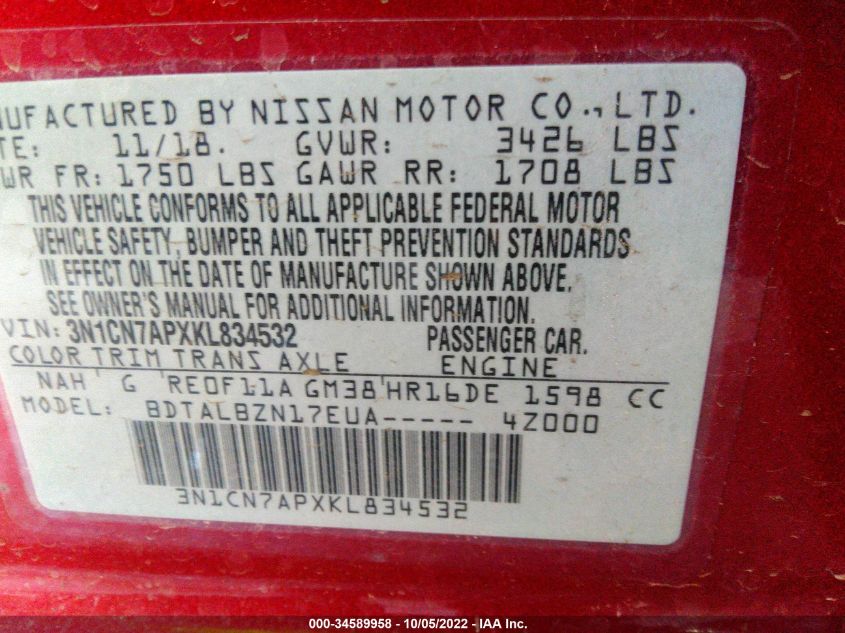 NUFACTURED BY NISSAN MOTOR CO., LTD.
TE: 11/18. GVWR: 3426 LBS
WR FR: 1750 LBS GAWR RR: 1708 LBS
THIS VEHICLE CONFORMS TO ALL APPLICABLE FEDERAL MOTOR
VEHICLE SAFETY, BUMPER AND THEFT PREVENTION STANDARDS
IN EFFECT ON THE DATE OF MANUFACTURE SHOWN ABOVE.
SEE OWNER'S MANUAL FOR ADDITIONAL INFORMATION.
VIN: 3N1CN7APXKL834532 PASSENGER CAR.
COLOR TRIM TRANS AXLE ENGINE
NAH G RE0F11A GM38 HR16DE 1598 CC
MODEL: BDTALBZN17EUA----- 4Z000
3N1CN7APXKL834532
000-34589958 - 10/05/2022 - IAA Inc.